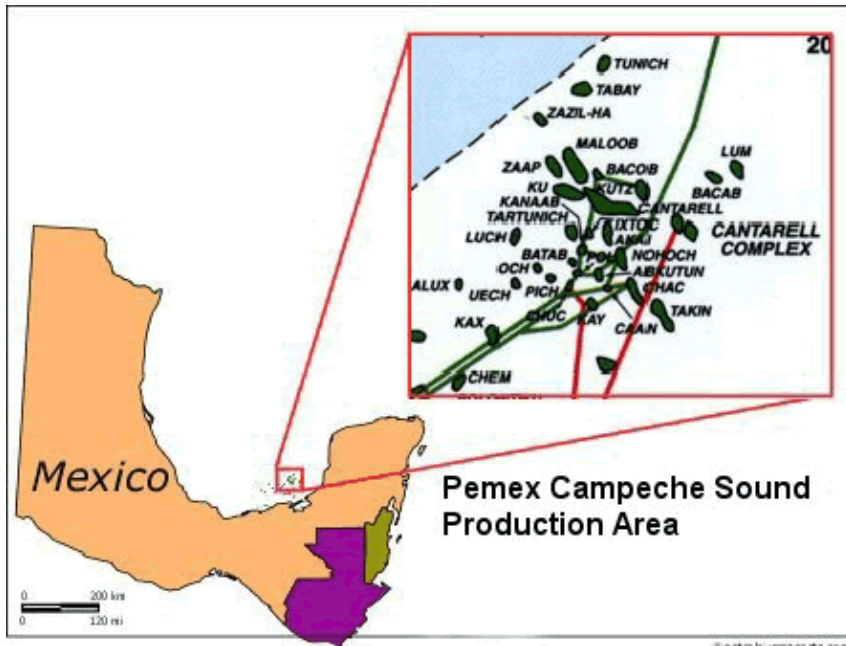 20
TUNICH
TABAY
ZAZIL-HA
MALOOB
LUM
ZAAP
BACOB
KU
KUTZ
BACAB
KANAAB
CANTARELL
TARTUNICH
IXTOC
CANTARELL
COMPLEX
LUCH
AKAJ
BATAB
POL
NOHOCH
OCH
ABKUTUN
ALUX
UECH
PICH
CHAC
CHUC
KAY
TAKIN
KAX
CAAN
CHEM
Mexico
Pemex Campeche Sound
Production Area
0 200 km
0 120 mi